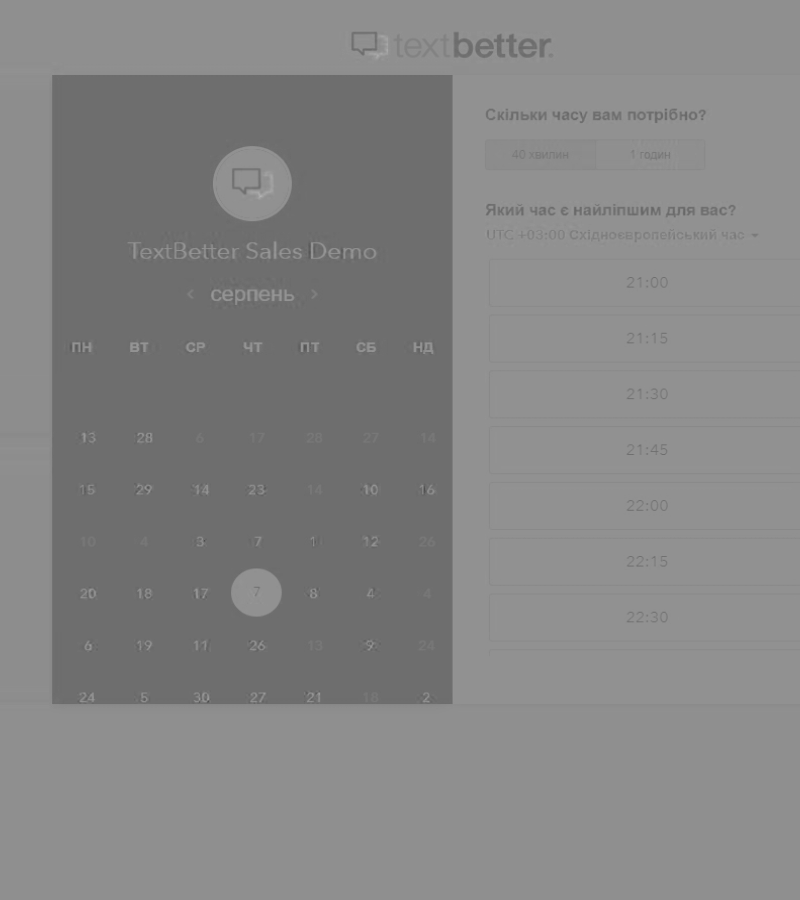 textbetter.
TextBetter Sales Demo
серпень
ПН ВТ СР ЧТ ПТ СБ НД
13 28 6 17 28 27 14
15 29 14 23 14 10 16
10 4 3 7 1 12 26
20 18 17 7 8 4 4
6 19 11 26 13 9 24
24 5 30 27 21 18 2
Скільки часу вам потрібно?
40 хвилин 1 годин
Який час є найліпшим для вас?
UTC +03:00 Східноєвропейський час
21:00
21:15
21:30
21:45
22:00
22:15
22:30